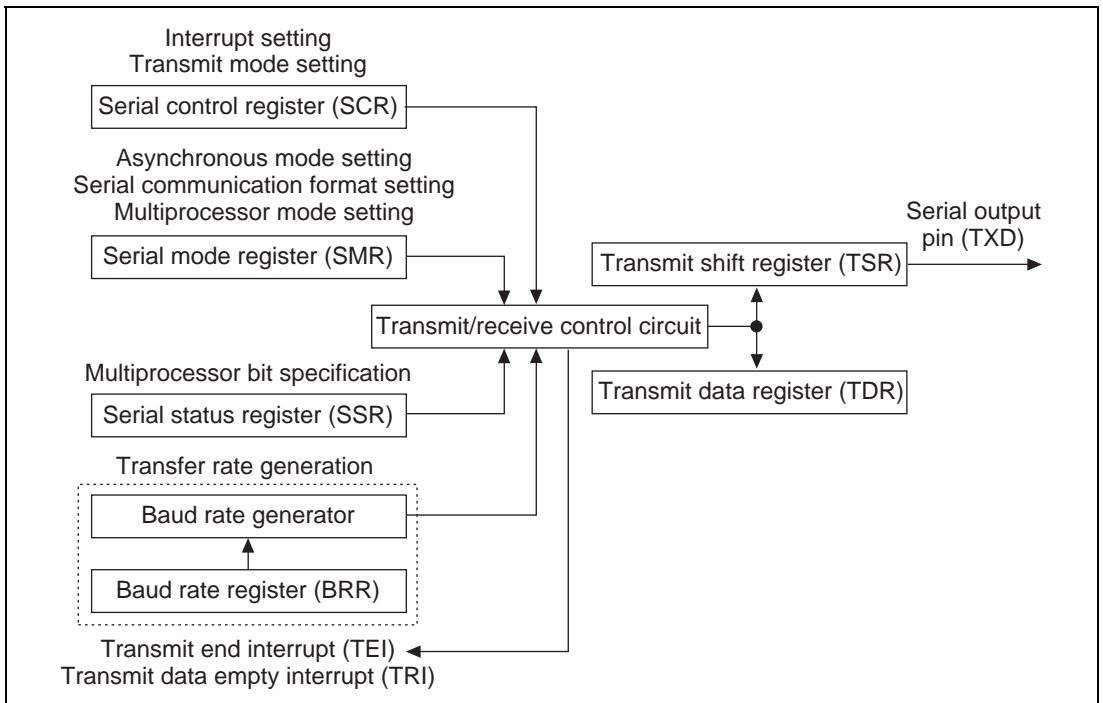 Interrupt setting
Transmit mode setting
Serial control register (SCR)
Asynchronous mode setting
Serial communication format setting
Multiprocessor mode setting
Serial mode register (SMR)
Serial output
pin (TXD)
Transmit shift register (TSR)
Transmit/receive control circuit
Transmit data register (TDR)
Multiprocessor bit specification
Serial status register (SSR)
Transfer rate generation
Baud rate generator
Baud rate register (BRR)
Transmit end interrupt (TEI)
Transmit data empty interrupt (TRI)